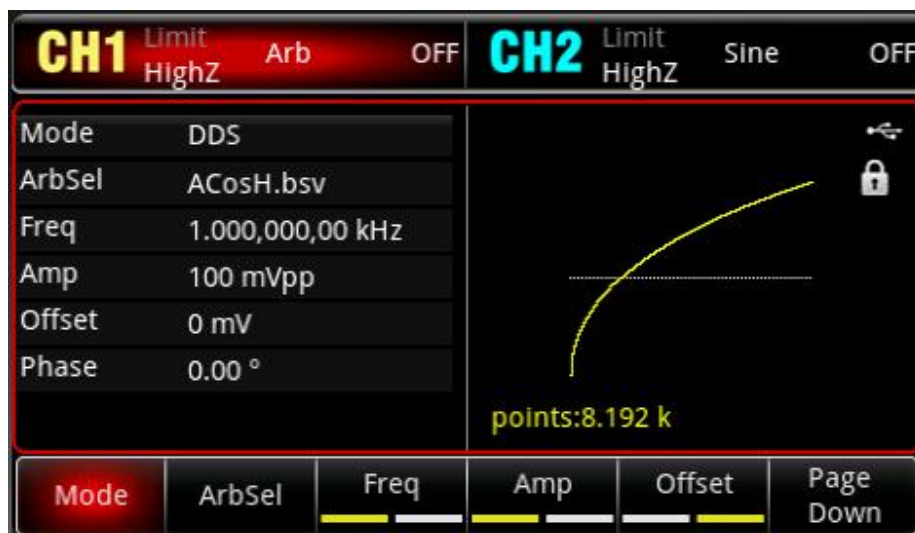 CH1 Limit HighZ Arb OFF CH2 Limit HighZ Sine OFF
Mode DDS
ArbSel ACosH.bsv
Freq 1.000,000,00 kHz
Amp 100 mVpp
Offset 0 mV
Phase 0.00 °
points:8.192 k
Mode ArbSel Freq Amp Offset Page Down